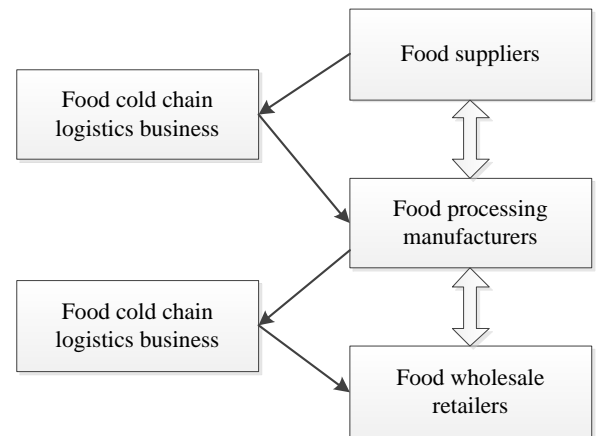 Food suppliers
Food cold chain
logistics business
Food processing
manufacturers
Food cold chain
logistics business
Food wholesale
retailers